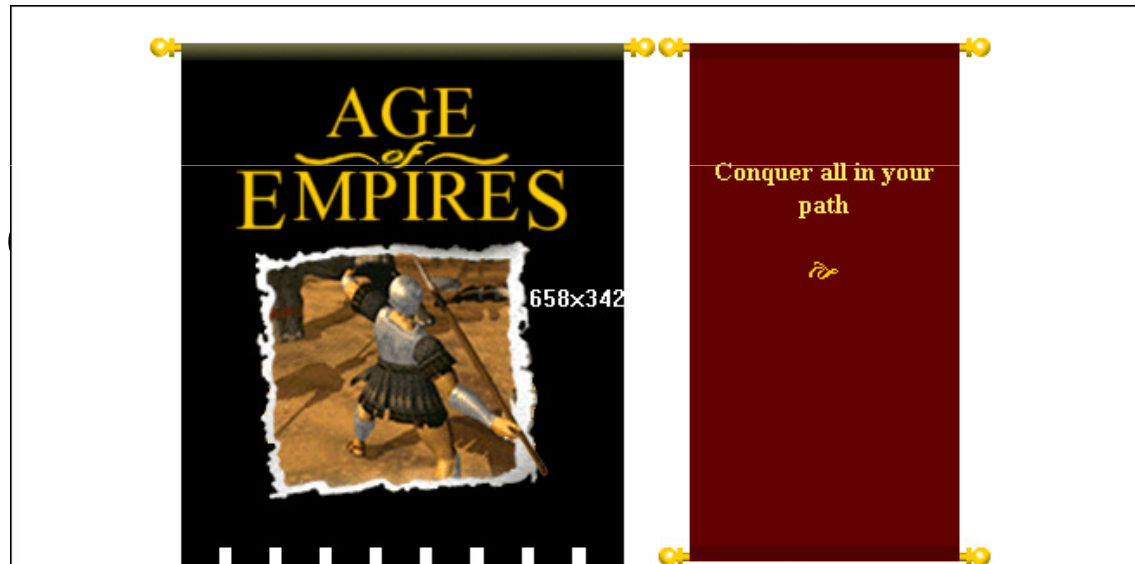 AGE
of
EMPIRES
658x342
Conquer all in your
path